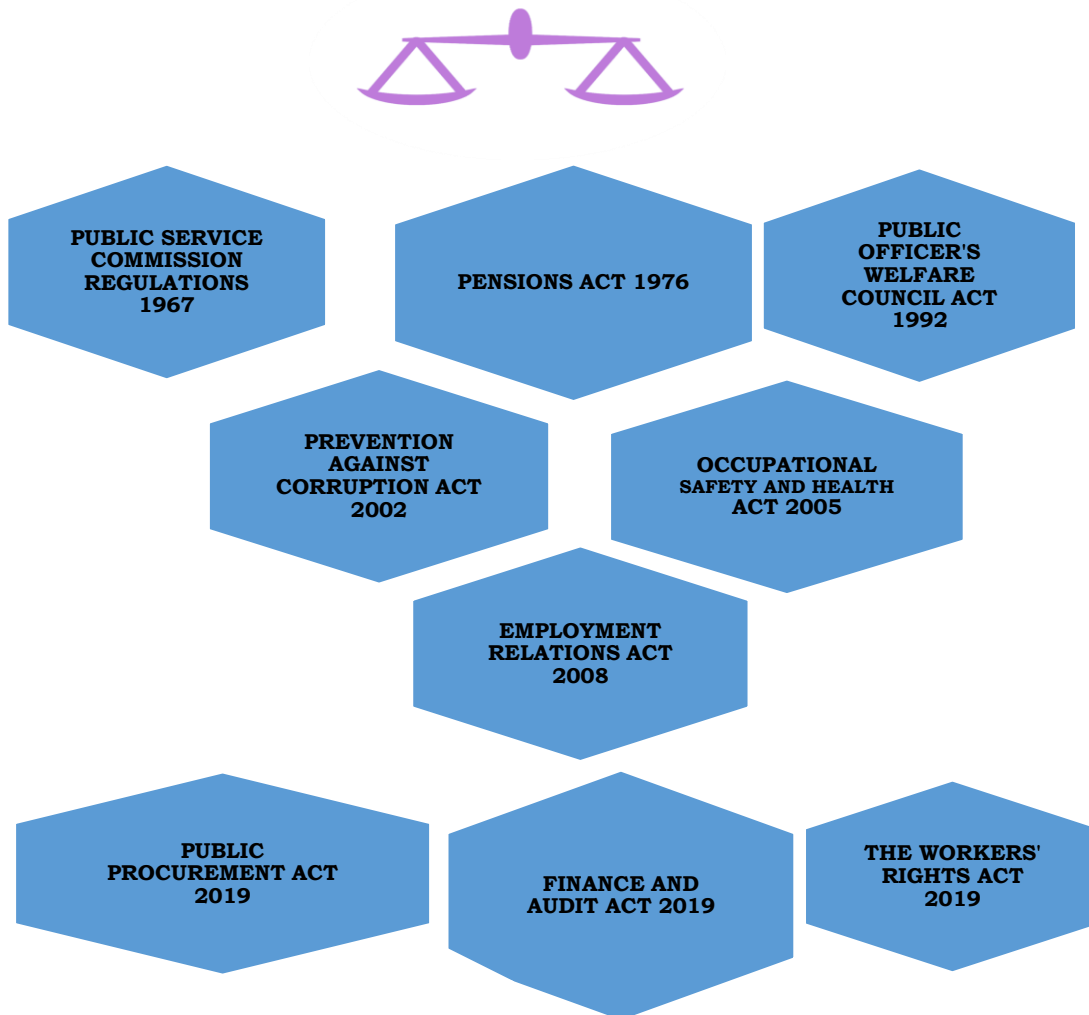 PUBLIC SERVICE
COMMISSION
REGULATIONS
1967
PENSIONS ACT 1976
PUBLIC
OFFICER'S
WELFARE
COUNCIL ACT
1992
PREVENTION
AGAINST
CORRUPTION ACT
2002
OCCUPATIONAL
SAFETY AND HEALTH
ACT 2005
EMPLOYMENT
RELATIONS ACT
2008
PUBLIC
PROCUREMENT ACT
2019
FINANCE AND
AUDIT ACT 2019
THE WORKERS'
RIGHTS ACT
2019